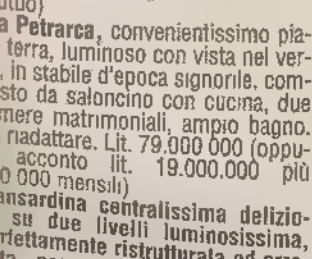 a Petrarca, convenientissimo pia-
terra, luminoso con vista nel ver-
, in stabile d'epoca signorile, com-
sto da saloncino con cucina, due
mere matrimoniali, ampio bagno.
riadattare. Lit. 79.000 000 (oppu-
acconto lit. 19.000.000 più
0 000 mensili)
ansardina centralissima delizio-
su due livelli luminosissima,
rfettamente ristrutturata ed